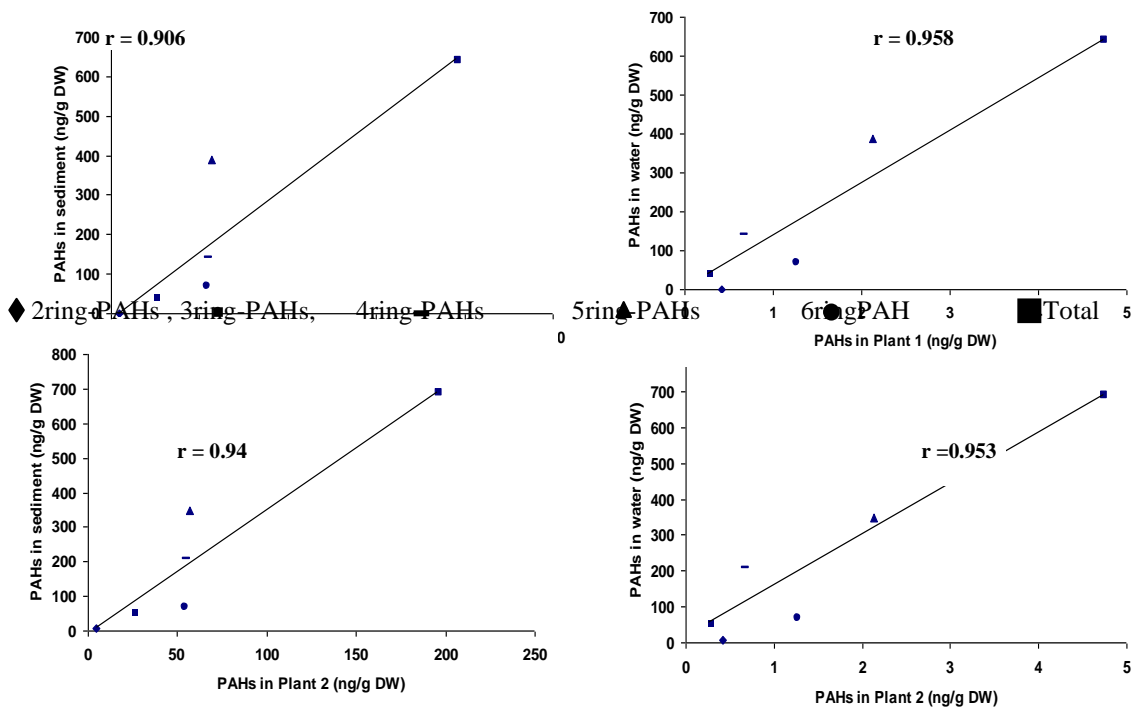 r = 0.906
700
600
500
400
300
200
100
0
PAHs in sediment (ng/g DW)
0
r = 0.958
700
600
500
400
300
200
100
0
PAHs in water (ng/g DW)
0 1 2 3 4 5
PAHs in Plant 1 (ng/g DW)
2ring-PAHs , 3ring-PAHs, 4ring-PAHs 5ring-PAHs 6ringPAH Total
r = 0.94
800
700
600
500
400
300
200
100
0
PAHs in sediment (ng/g DW)
0 50 100 150 200 250
PAHs in Plant 2 (ng/g DW)
r =0.953
700
600
500
400
300
200
100
0
PAHs in water (ng/g DW)
0 1 2 3 4 5
PAHs in Plant 2 (ng/g DW)